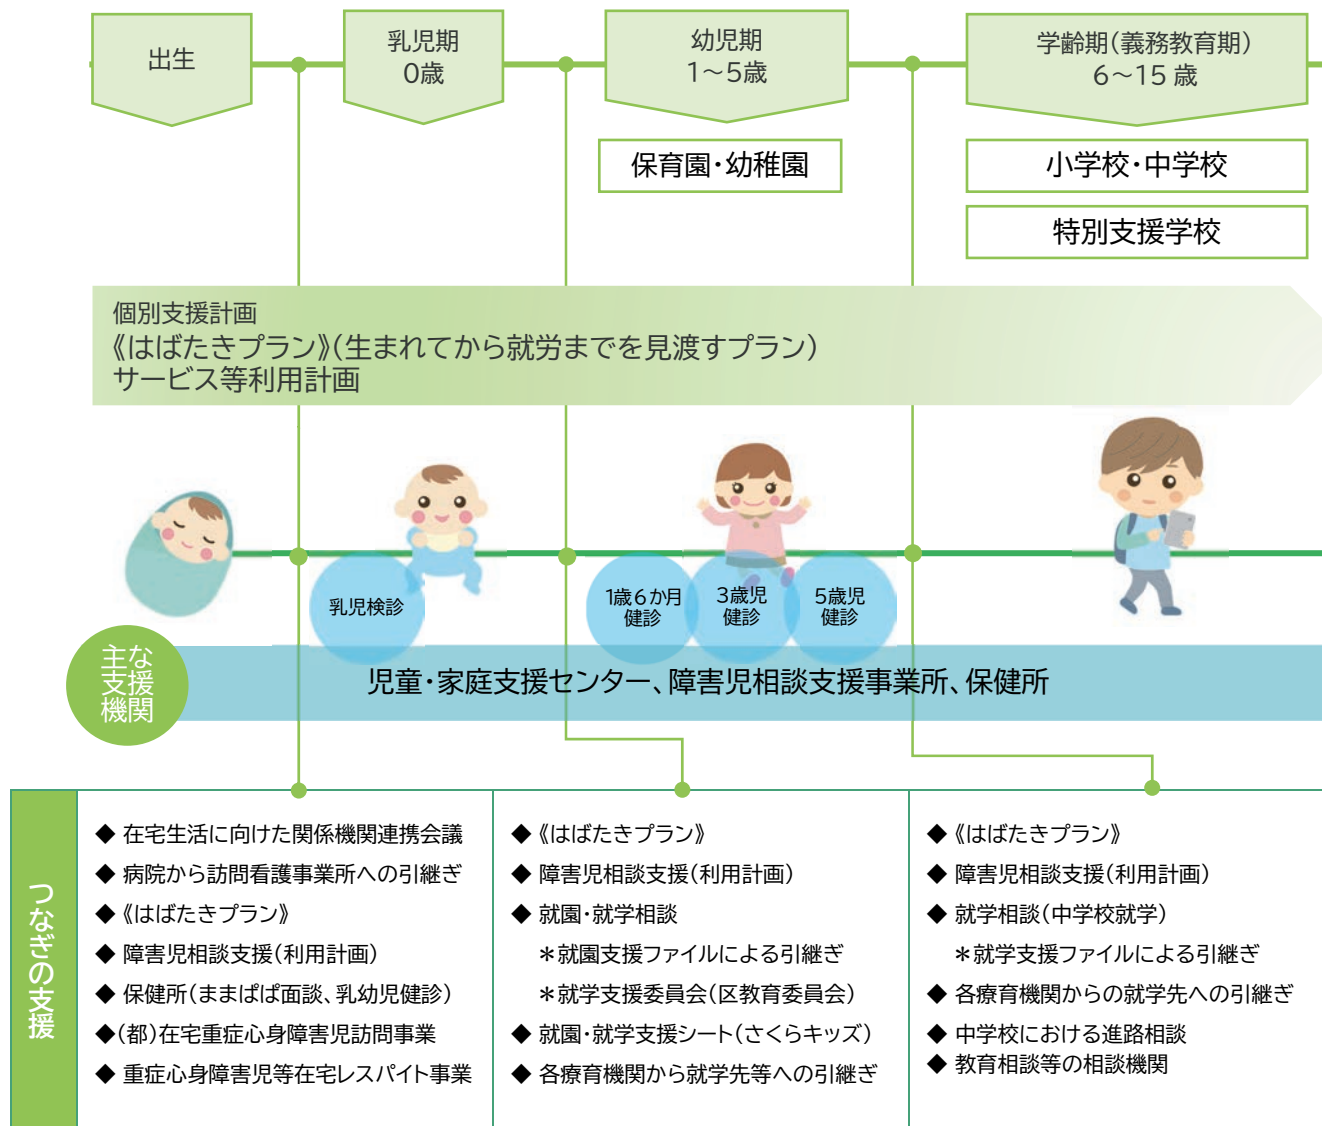 出生
乳児期
0歳
幼児期
1～5歳
学齢期(義務教育期)
6～15 歳
保育園・幼稚園
小学校・中学校
特別支援学校
個別支援計画
《はばたきプラン》(生まれてから就労までを見渡すプラン)
サービス等利用計画
乳児検診
1歳6か月
健診
3歳児
健診
5歳児
健診
主な
支援
機関
児童・家庭支援センター、障害児相談支援事業所、保健所
つなぎの支援
◆ 在宅生活に向けた関係機関連携会議
◆ 病院から訪問看護事業所への引継ぎ
◆ 《はばたきプラン》
◆ 障害児相談支援(利用計画)
◆ 保健所(ままぱぱ面談、乳幼児健診)
◆(都)在宅重症心身障害児訪問事業
◆ 重症心身障害児等在宅レスパイト事業
◆ 《はばたきプラン》
◆ 障害児相談支援(利用計画)
◆ 就園・就学相談
＊就園支援ファイルによる引継ぎ
＊就学支援委員会(区教育委員会)
◆ 就園・就学支援シート(さくらキッズ)
◆ 各療育機関から就学先等への引継ぎ
◆ 《はばたきプラン》
◆ 障害児相談支援(利用計画)
◆ 就学相談(中学校就学)
＊就学支援ファイルによる引継ぎ
◆ 各療育機関からの就学先への引継ぎ
◆ 中学校における進路相談
◆ 教育相談等の相談機関